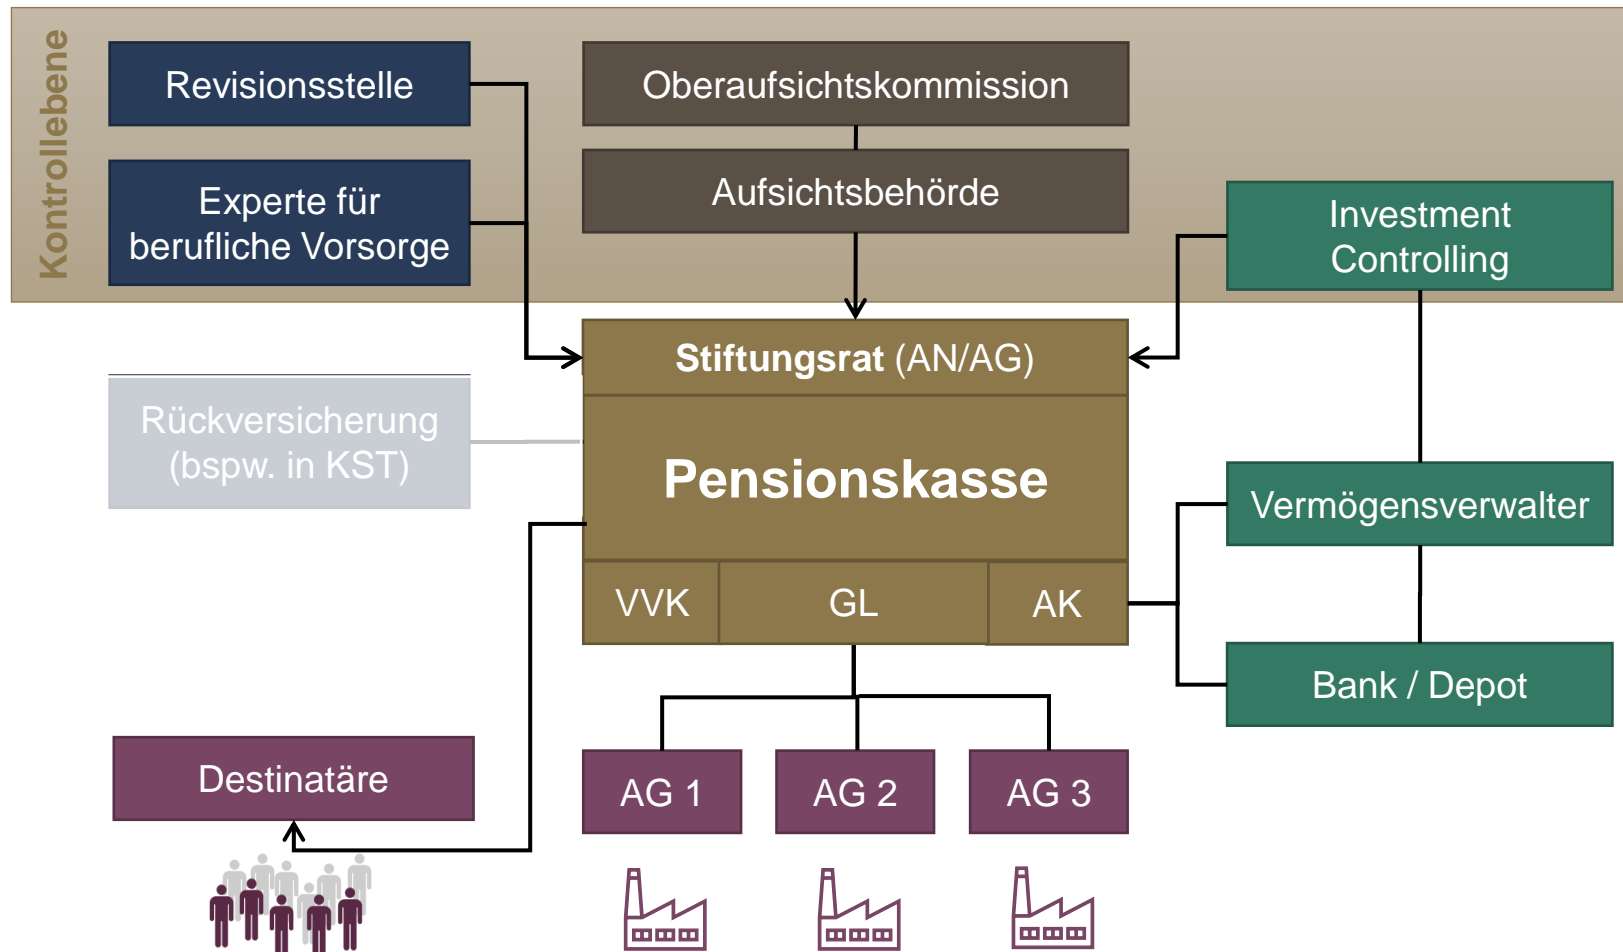 Kontrollebene
Revisionsstelle
Oberaufsichtskommission
Experte für
berufliche Vorsorge
Aufsichtsbehörde
Investment
Controlling
Stiftungsrat (AN/AG)
Rückversicherung
(bspw. in KST)
Pensionskasse
Vermögensverwalter
VVK
GL
AK
Bank / Depot
Destinatäre
AG 1
AG 2
AG 3